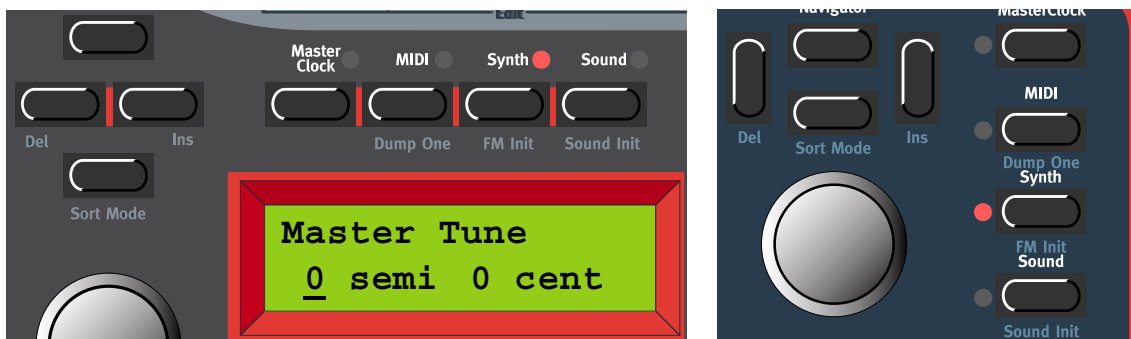 Edit
Master
Clock
MIDI
Synth
Sound
Del
Ins
Dump One
FM Init
Sound Init
Sort Mode
Master Tune
0 semi 0 cent
Navigator
MasterClock
MIDI
Del
Sort Mode
Ins
Dump One
Synth
FM Init
Sound
Sound Init